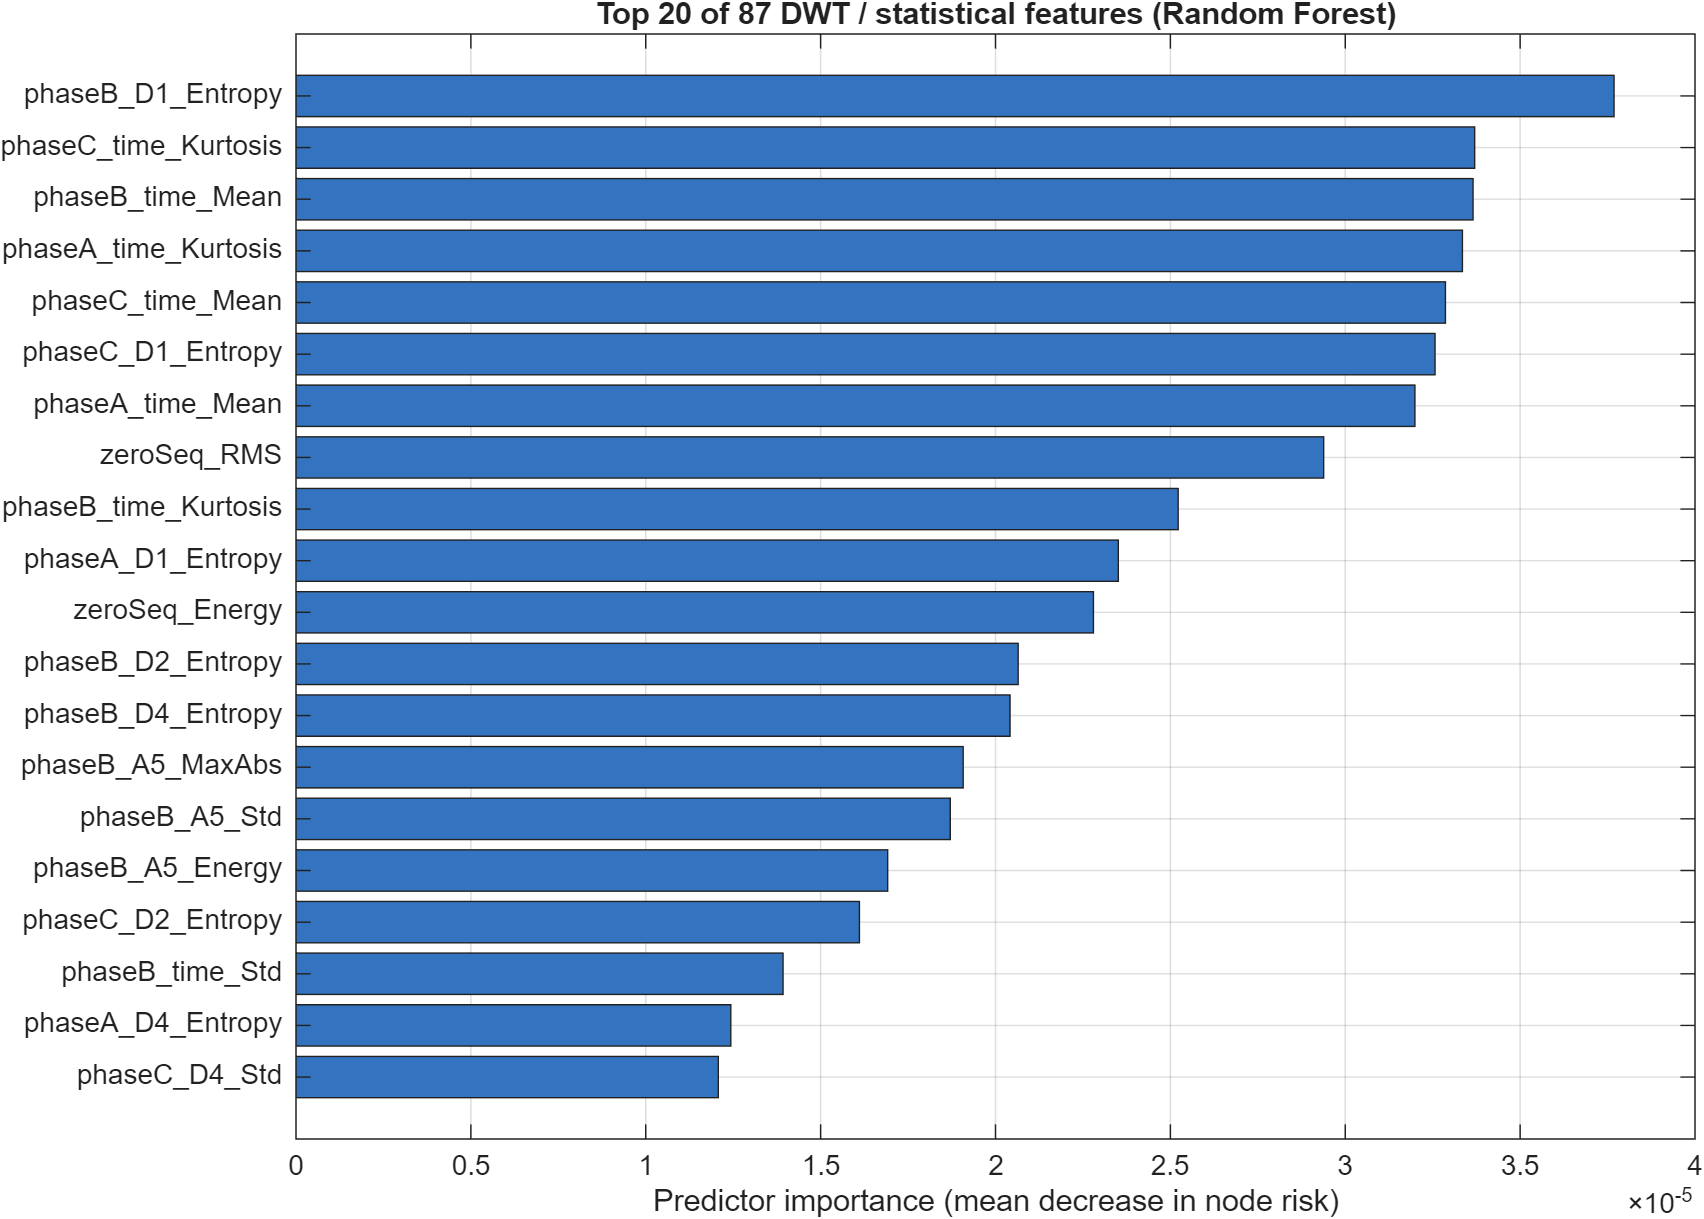 Top 20 of 87 DWT / statistical features (Random Forest)
phaseB_D1_Entropy
phaseC_time_Kurtosis
phaseB_time_Mean
phaseA_time_Kurtosis
phaseC_time_Mean
phaseC_D1_Entropy
phaseA_time_Mean
zeroSeq_RMS
phaseB_time_Kurtosis
phaseA_D1_Entropy
zeroSeq_Energy
phaseB_D2_Entropy
phaseB_D4_Entropy
phaseB_A5_MaxAbs
phaseB_A5_Std
phaseB_A5_Energy
phaseC_D2_Entropy
phaseB_time_Std
phaseA_D4_Entropy
phaseC_D4_Std
0 0.5 1 1.5 2 2.5 3 3.5 4
Predictor importance (mean decrease in node risk)
×10⁻⁵